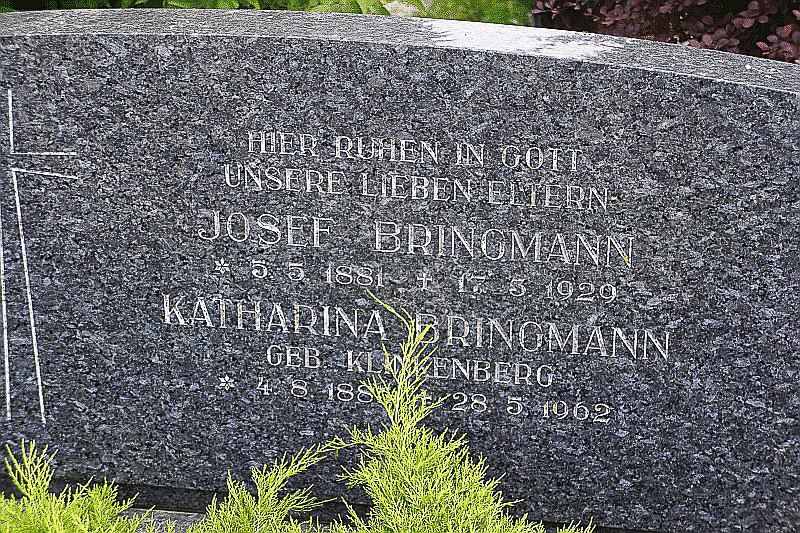 HIER RUHEN IN GOTT
UNSERE LIEBEN ELTERN
JOSEF BRINGMANN
* 5.5.1881 † 17.5.1929
KATHARINA BRINGMANN
GEB.
* 4.8. † 28.5.1962